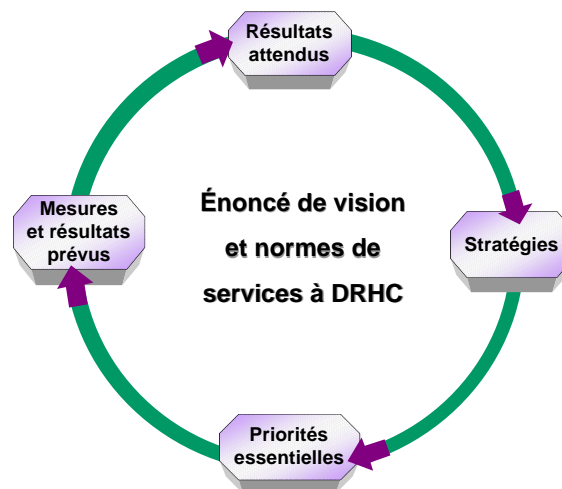 Résultats
attendus
Mesures
et résultats
prévus
Énoncé de vision
et normes de
services à DRHC
Stratégies
Priorités
essentielles